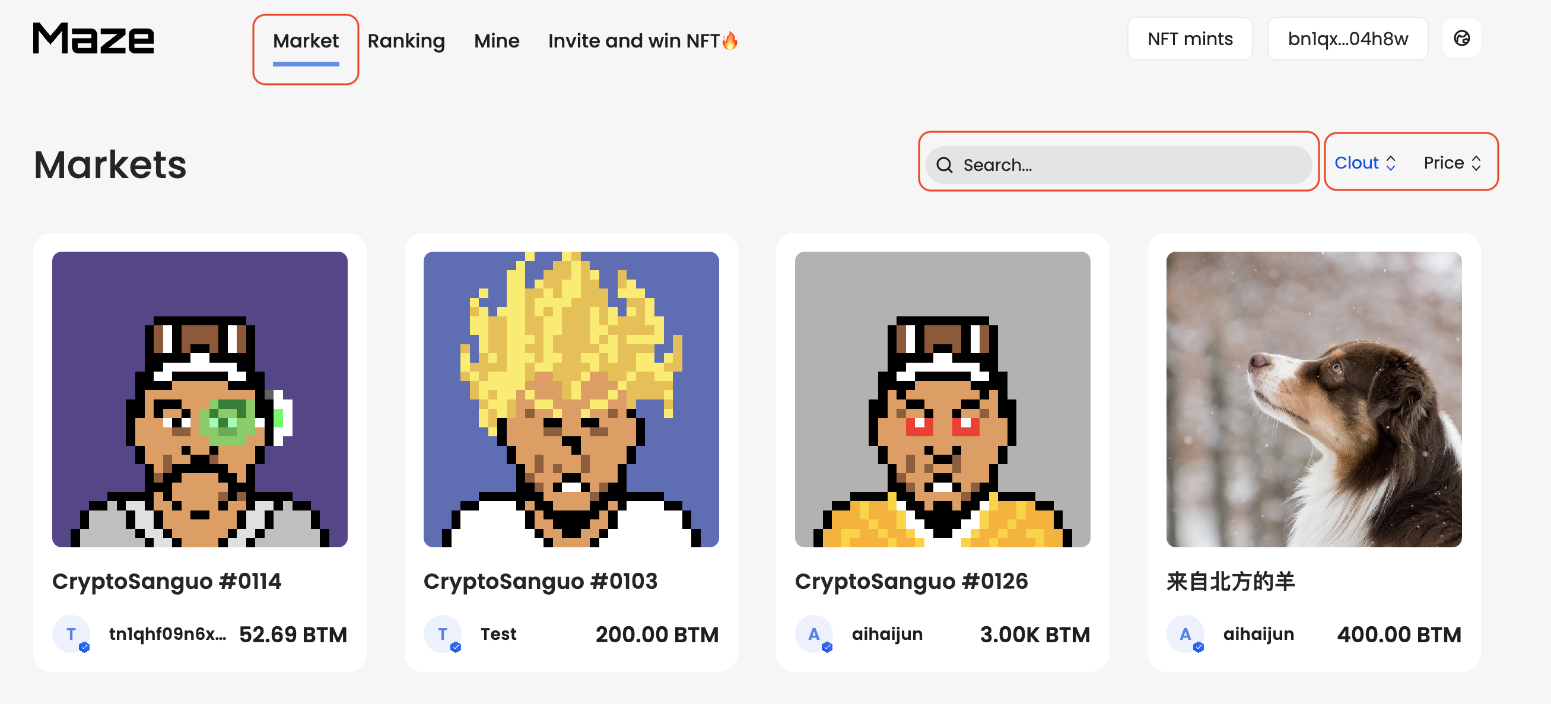 Maze
Market Ranking Mine Invite and win NFT🔥
NFT mints bn1qx...04h8w
Markets
Search...
Clout Price
CryptoSanguo #0114
T tn1qhf09n6x... 52.69 BTM
CryptoSanguo #0103
T Test 200.00 BTM
CryptoSanguo #0126
A aihaijun 3.00K BTM
来自北方的羊
A aihaijun 400.00 BTM